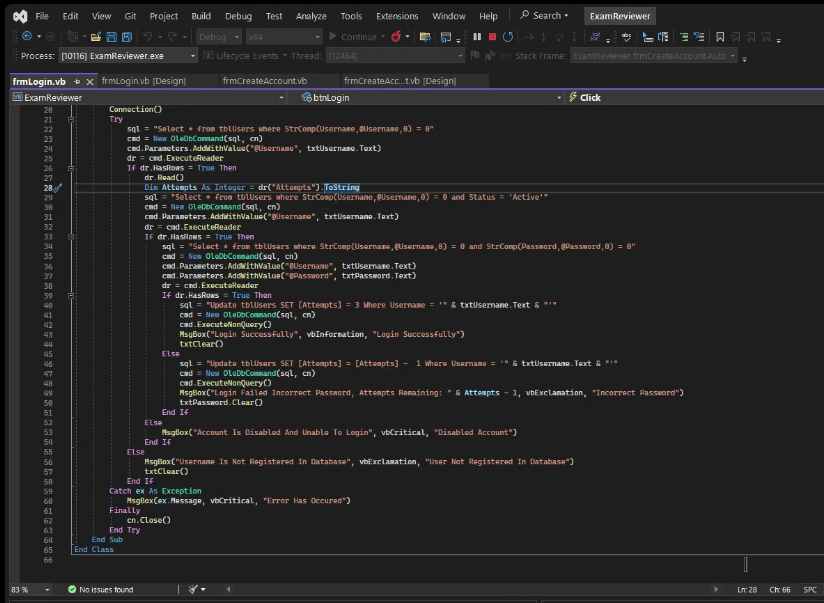 File Edit View Git Project Build Debug Test Analyze Tools Extensions Window Help Search ExamReviewer
Debug x64 Continue
Process: [10116] ExamReviewer.exe Lifecycle Events Thread: [12464] Stack Frame: ExamReviewer.frmCreateAccount.Auto
frmLogin.vb frmLogin.vb [Design] frmCreateAccount.vb frmCreateAcc...t.vb [Design]
VB ExamReviewer btnLogin Click
20 Connection()
21 Try
22 sql = "Select * from tblUsers where StrComp(Username,@Username,0) = 0"
23 cmd = New OleDbCommand(sql, cn)
24 cmd.Parameters.AddWithValue("@Username", txtUsername.Text)
25 dr = cmd.ExecuteReader
26 If dr.HasRows = True Then
27 dr.Read()
28 Dim Attempts As Integer = dr("Attempts").ToString
29 sql = "Select * from tblUsers where StrComp(Username,@Username,0) = 0 and Status = 'Active'"
30 cmd = New OleDbCommand(sql, cn)
31 cmd.Parameters.AddWithValue("@Username", txtUsername.Text)
32 dr = cmd.ExecuteReader
33 If dr.HasRows = True Then
34 sql = "Select * from tblUsers where StrComp(Username,@Username,0) = 0 and StrComp(Password,@Password,0) = 0"
35 cmd = New OleDbCommand(sql, cn)
36 cmd.Parameters.AddWithValue("@Username", txtUsername.Text)
37 cmd.Parameters.AddWithValue("@Password", txtPassword.Text)
38 dr = cmd.ExecuteReader
39 If dr.HasRows = True Then
40 sql = "Update tblUsers SET [Attempts] = 3 Where Username = '" & txtUsername.Text & "'"
41 cmd = New OleDbCommand(sql, cn)
42 cmd.ExecuteNonQuery()
43 MsgBox("Login Successfully", vbInformation, "Login Successfully")
44 txtClear()
45 Else
46 sql = "Update tblUsers SET [Attempts] = [Attempts] - 1 Where Username = '" & txtUsername.Text & "'"
47 cmd = New OleDbCommand(sql, cn)
48 cmd.ExecuteNonQuery()
49 MsgBox("Login Failed Incorrect Password, Attempts Remaining: " & Attempts - 1, vbExclamation, "Incorrect Password")
50 txtPassword.Clear()
51 End If
52 Else
53 MsgBox("Account Is Disabled And Unable To Login", vbCritical, "Disabled Account")
54 End If
55 Else
56 MsgBox("Username Is Not Registered In Database", vbExclamation, "User Not Registered In Database")
57 txtClear()
58 End If
59 Catch ex As Exception
60 MsgBox(ex.Message, vbCritical, "Error Has Occured")
61 Finally
62 cn.Close()
63 End Try
64 End Sub
65 End Class
66
83 % No issues found Ln: 28 Ch: 66 SPC